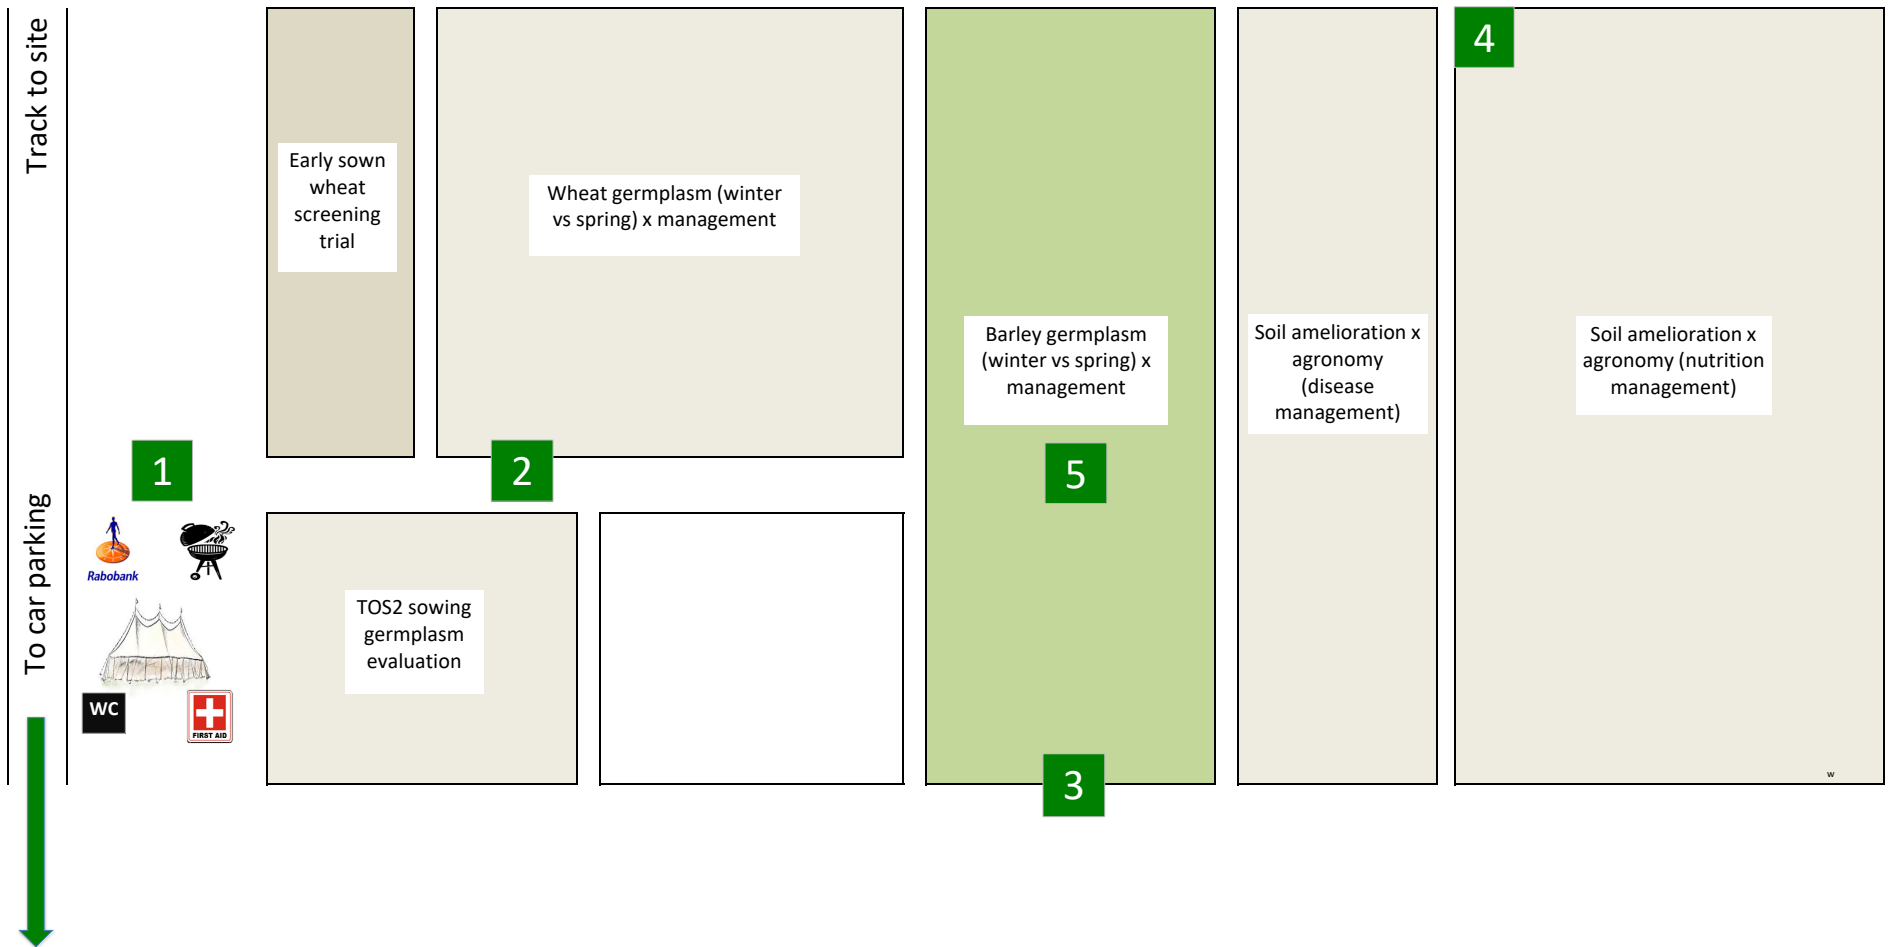 Track to site
To car parking
1
Rabobank
WC
FIRST AID
Early sown
wheat
screening
trial
Wheat germplasm (winter
vs spring) x management
2
TOS2 sowing
germplasm
evaluation
Barley germplasm
(winter vs spring) x
management
5
3
Soil amelioration x
agronomy
(disease
management)
4
Soil amelioration x
agronomy (nutrition
management)
w